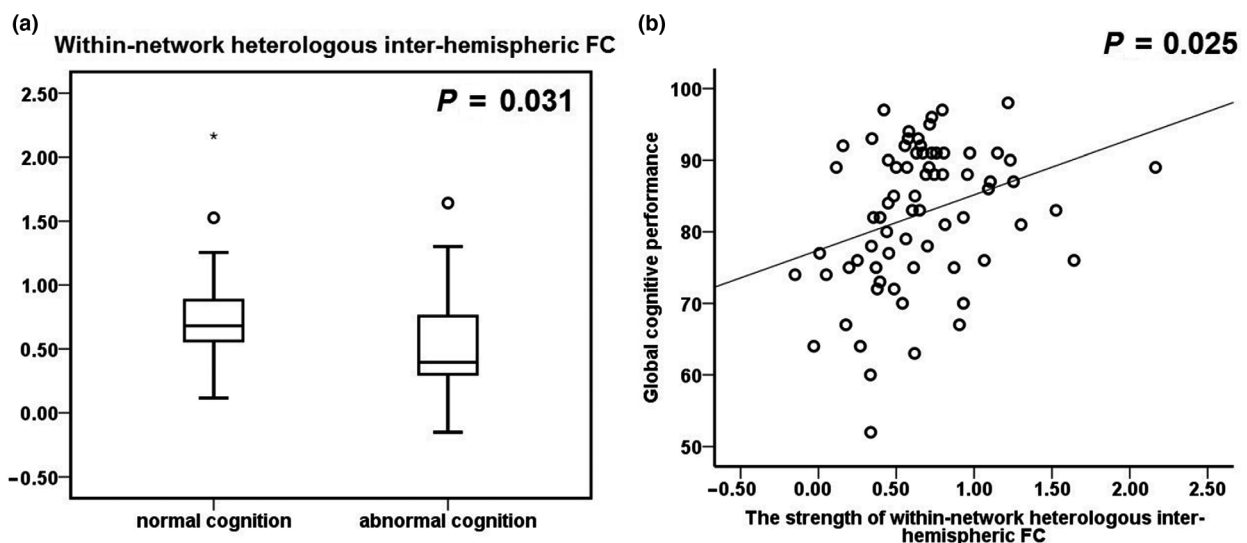 (a)
Within-network heterologous inter-hemispheric FC
P = 0.031
2.50
2.00
1.50
1.00
0.50
0.00
−0.50
*
normal cognition
abnormal cognition
(b)
P = 0.025
Global cognitive performance
100
90
80
70
60
50
−0.50 0.00 0.50 1.00 1.50 2.00 2.50
The strength of within-network heterologous inter-
hemispheric FC